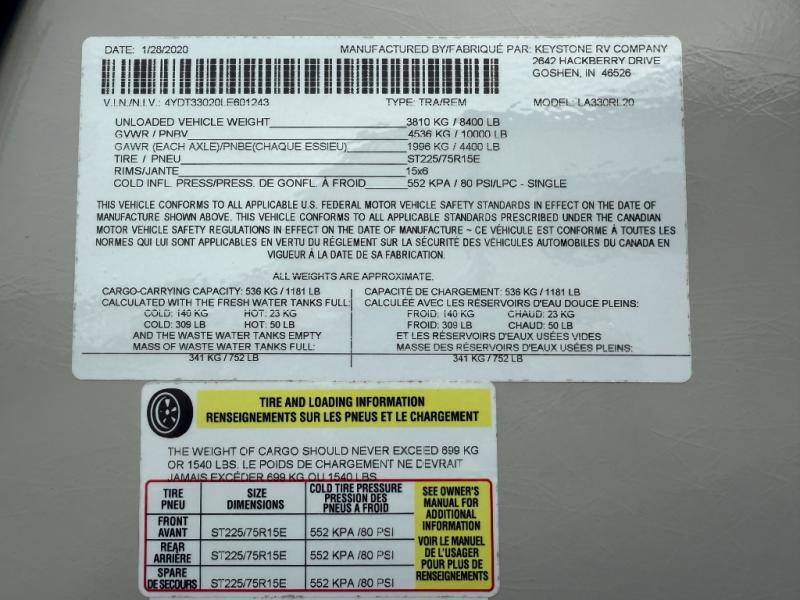 DATE: 1/28/2020 MANUFACTURED BY/FABRIQUÉ PAR: KEYSTONE RV COMPANY
2642 HACKBERRY DRIVE
GOSHEN, IN 46526
V.I.N./N.I.V.: 4YDT33020LE601243 TYPE: TRA/REM MODEL: LA330RL20
UNLOADED VEHICLE WEIGHT 3810 KG / 8400 LB
GVWR / PNBV 4536 KG / 10000 LB
GAWR (EACH AXLE)/PNBE(CHAQUE ESSIEU) 1996 KG / 4400 LB
TIRE / PNEU ST225/75R15E
RIMS/JANTE 15x6
COLD INFL. PRESS/PRESS. DE GONFL. À FROID 552 KPA / 80 PSI/LPC - SINGLE
THIS VEHICLE CONFORMS TO ALL APPLICABLE U.S. FEDERAL MOTOR VEHICLE SAFETY STANDARDS IN EFFECT ON THE DATE OF
MANUFACTURE SHOWN ABOVE. THIS VEHICLE CONFORMS TO ALL APPLICABLE STANDARDS PRESCRIBED UNDER THE CANADIAN
MOTOR VEHICLE SAFETY REGULATIONS IN EFFECT ON THE DATE OF MANUFACTURE ~ CE VÉHICULE EST CONFORME À TOUTES LES
NORMES QUI LUI SONT APPLICABLES EN VERTU DU RÉGLEMENT SUR LA SÉCURITÉ DES VÉHICULES AUTOMOBILES DU CANADA EN
VIGUEUR À LA DATE DE SA FABRICATION.
ALL WEIGHTS ARE APPROXIMATE.
CARGO-CARRYING CAPACITY: 536 KG / 1181 LB
CALCULATED WITH THE FRESH WATER TANKS FULL:
COLD: 140 KG HOT: 23 KG
COLD: 309 LB HOT: 50 LB
AND THE WASTE WATER TANKS EMPTY
MASS OF WASTE WATER TANKS FULL:
341 KG / 752 LB
CAPACITÉ DE CHARGEMENT: 536 KG / 1181 LB
CALCULÉE AVEC LES RÉSERVOIRS D'EAU DOUCE PLEINS:
FROID: 140 KG CHAUD: 23 KG
FROID: 309 LB CHAUD: 50 LB
ET LES RÉSERVOIRS D'EAUX USÉES VIDES
MASSE DES RÉSERVOIRS D'EAUX USÉES PLEINS:
341 KG / 752 LB
TIRE AND LOADING INFORMATION
RENSEIGNEMENTS SUR LES PNEUS ET LE CHARGEMENT
THE WEIGHT OF CARGO SHOULD NEVER EXCEED 699 KG
OR 1540 LBS. LE POIDS DE CHARGEMENT NE DEVRAIT
JAMAIS EXCÉDER 699 KG OU 1540 LBS.
TIRE
PNEU
SIZE
DIMENSIONS
COLD TIRE PRESSURE
PRESSION DES
PNEUS A FROID
FRONT
AVANT
ST225/75R15E 552 KPA /80 PSI
REAR
ARRIÈRE
ST225/75R15E 552 KPA /80 PSI
SPARE
DE SECOURS
ST225/75R15E 552 KPA /80 PSI
SEE OWNER'S
MANUAL FOR
ADDITIONAL
INFORMATION
VOIR LE MANUEL
DE L'USAGER
POUR PLUS DE
RENSEIGNEMENTS